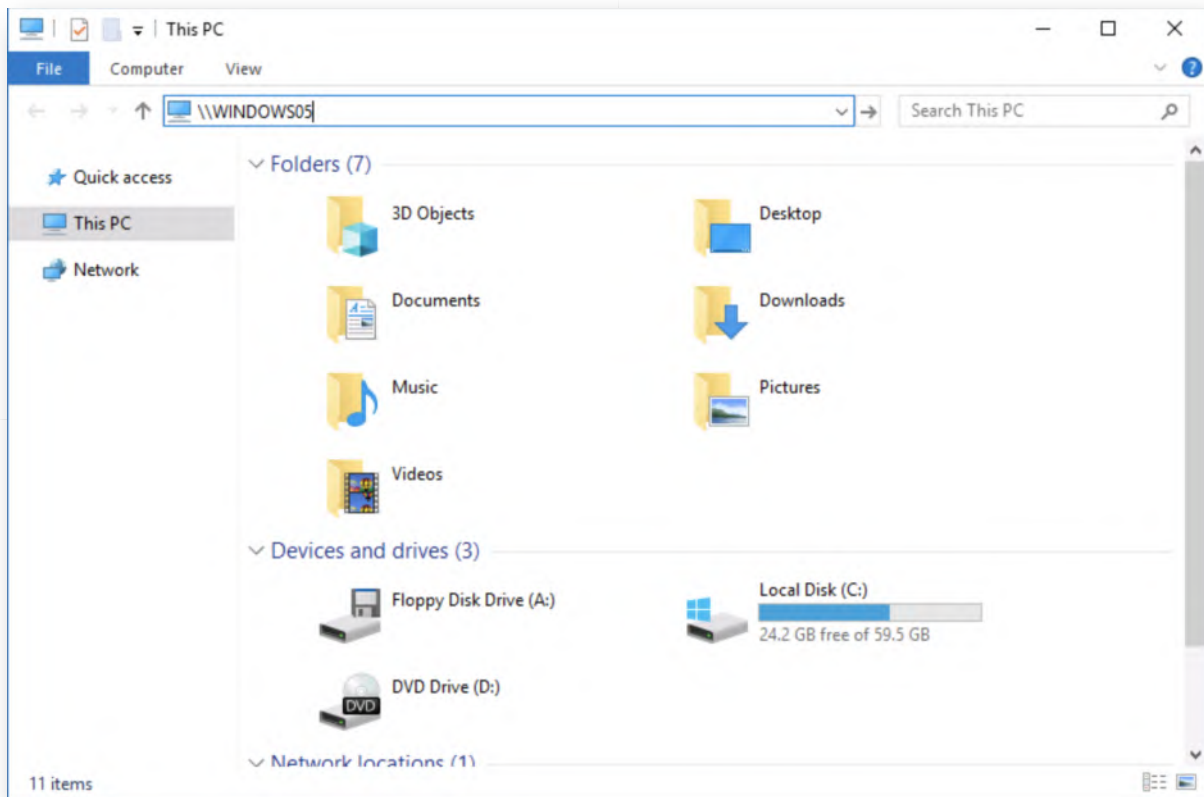 This PC
File Computer View
\\WINDOWS05
Search This PC
Quick access
This PC
Network
Folders (7)
3D Objects
Desktop
Documents
Downloads
Music
Pictures
Videos
Devices and drives (3)
Floppy Disk Drive (A:)
Local Disk (C:)
24.2 GB free of 59.5 GB
DVD Drive (D:)
DVD
Network locations (1)
11 items